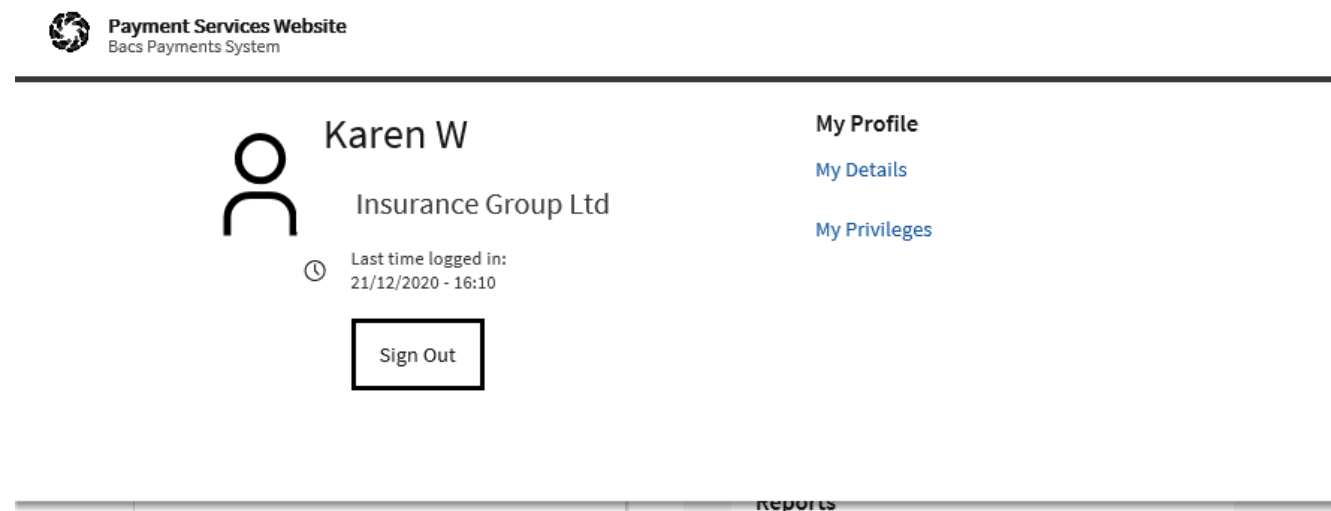 Payment Services Website
Bacs Payments System
Karen W
Insurance Group Ltd
Last time logged in:
21/12/2020 - 16:10
Sign Out
My Profile
My Details
My Privileges
Reports